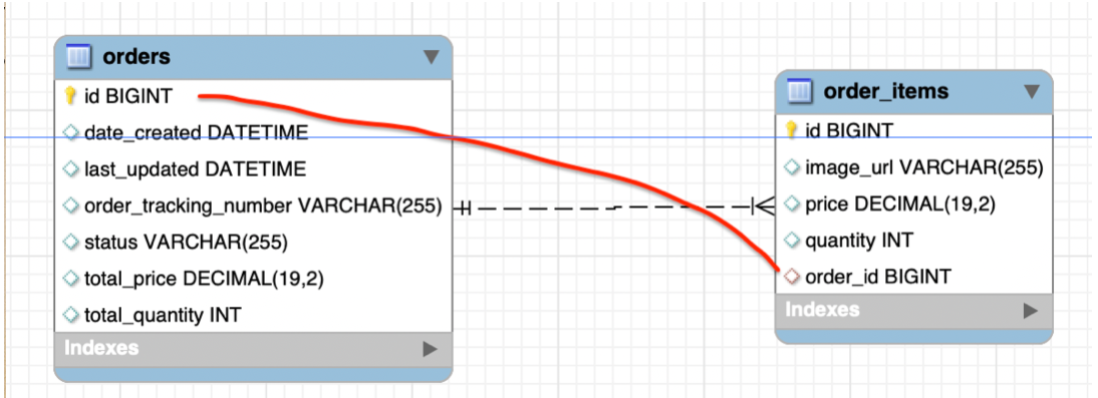 orders
id BIGINT
date_created DATETIME
last_updated DATETIME
order_tracking_number VARCHAR(255)
status VARCHAR(255)
total_price DECIMAL(19,2)
total_quantity INT
Indexes
order_items
id BIGINT
image_url VARCHAR(255)
price DECIMAL(19,2)
quantity INT
order_id BIGINT
Indexes